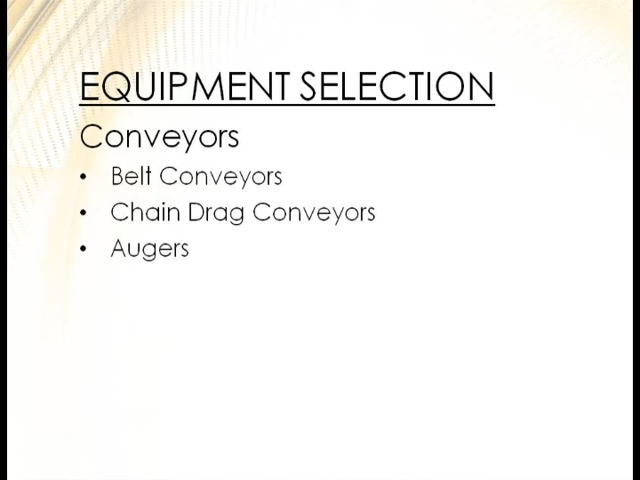 EQUIPMENT SELECTION
Conveyors
• Belt Conveyors
• Chain Drag Conveyors
• Augers